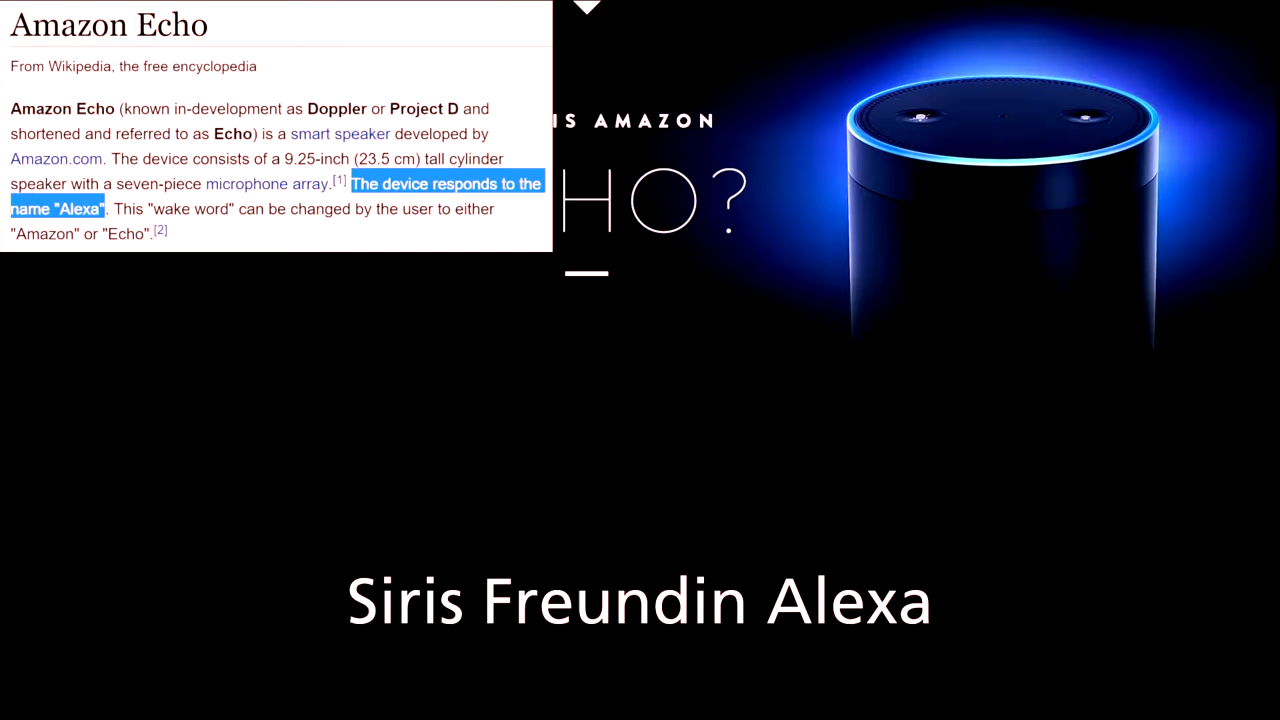 Amazon Echo
From Wikipedia, the free encyclopedia
Amazon Echo (known in-development as Doppler or Project D and
shortened and referred to as Echo) is a smart speaker developed by
Amazon.com. The device consists of a 9.25-inch (23.5 cm) tall cylinder
speaker with a seven-piece microphone array.[1] The device responds to the
name "Alexa". This "wake word" can be changed by the user to either
"Amazon" or "Echo".[2]
IS AMAZON
HO?
Siris Freundin Alexa